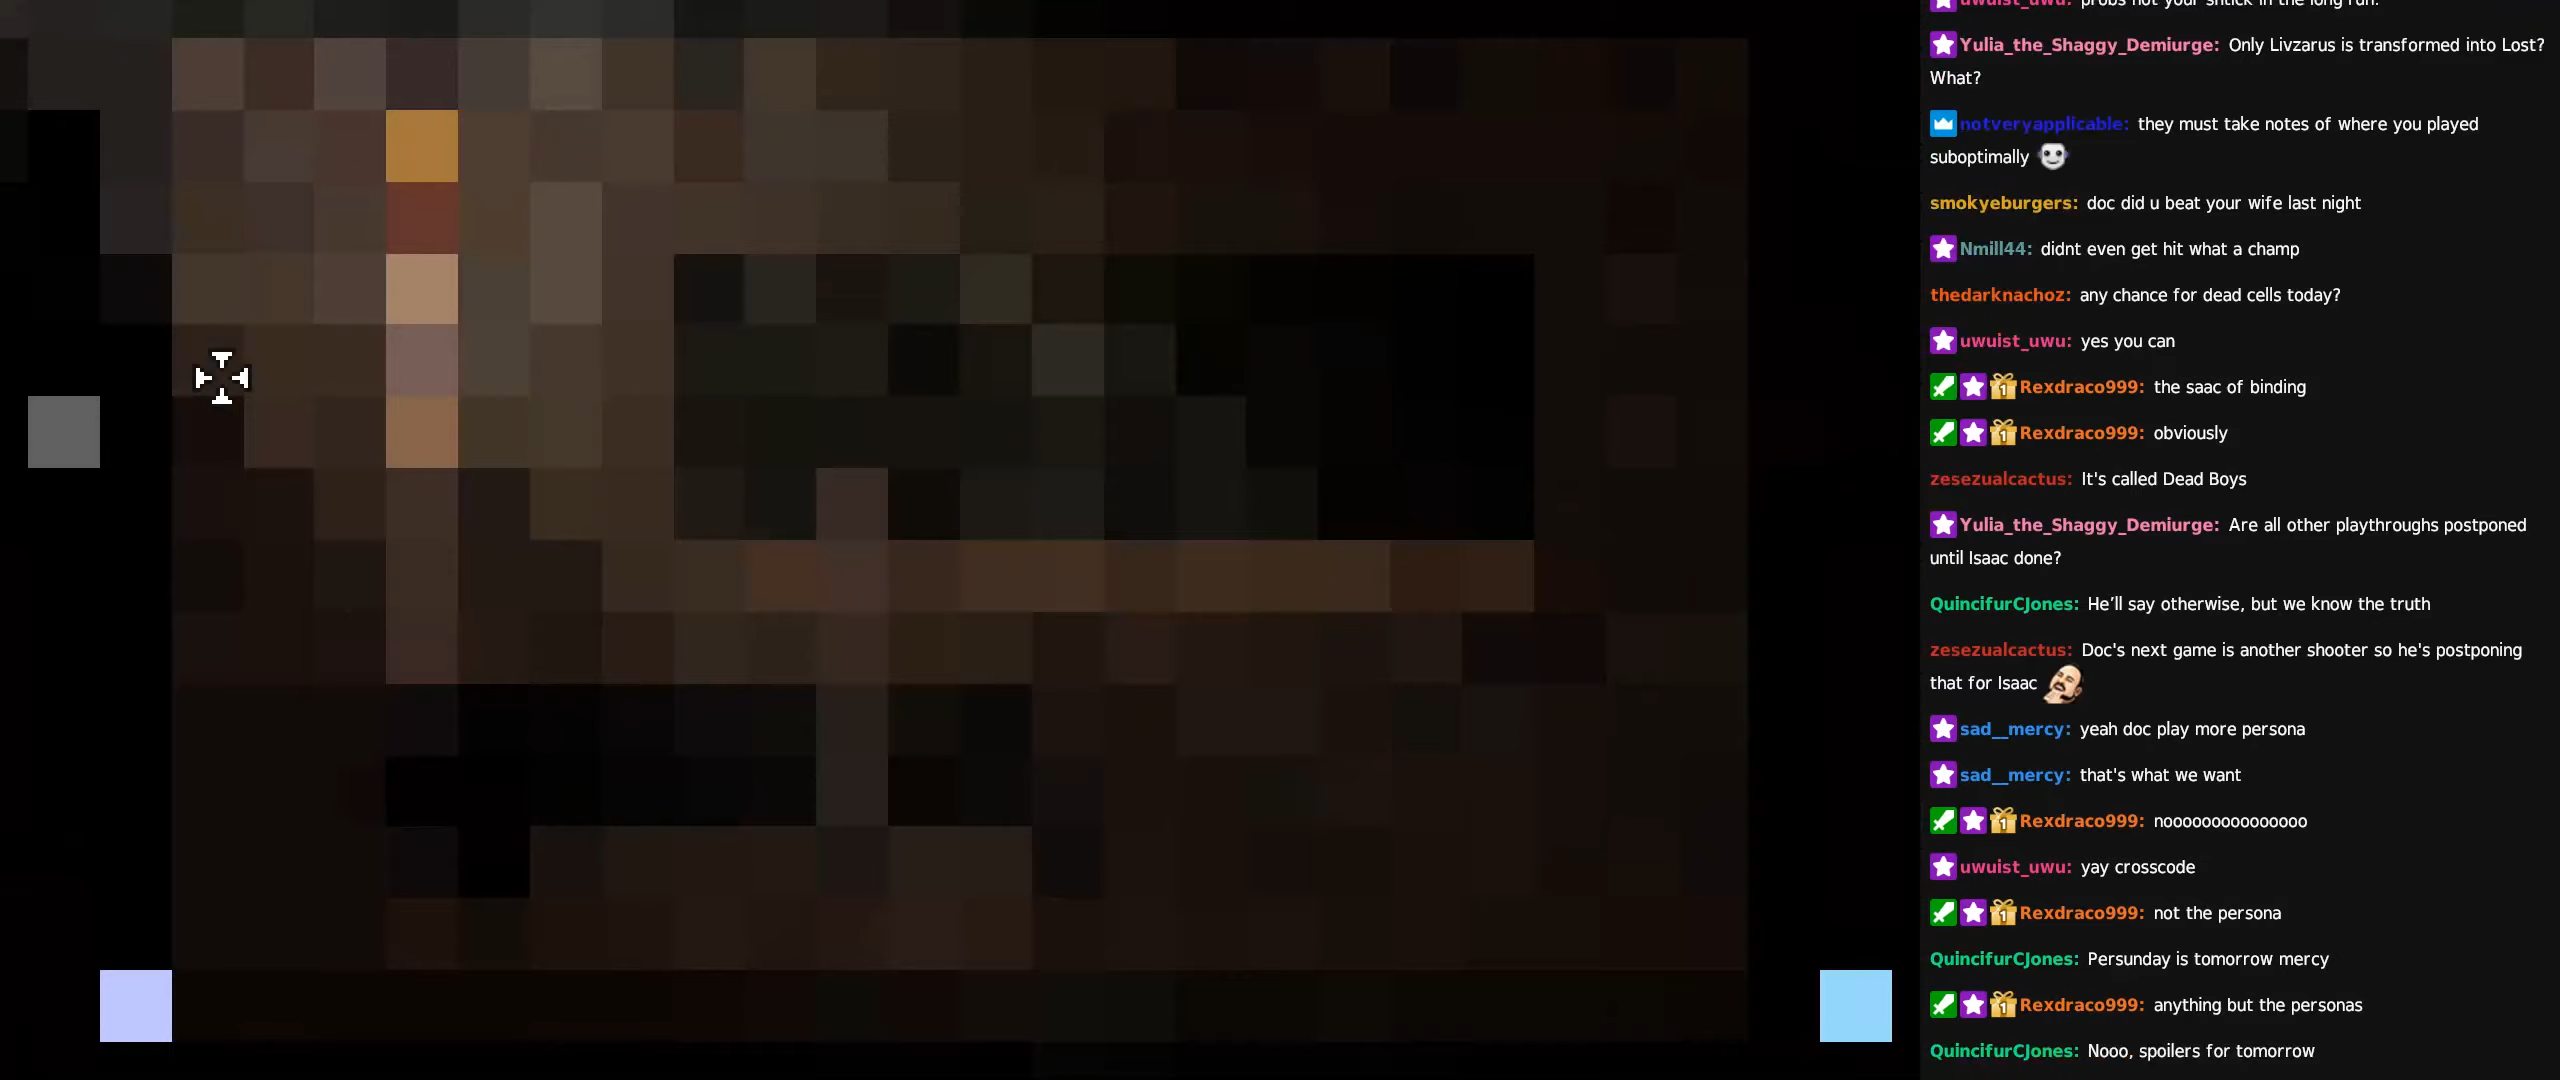 Yulia_the_Shaggy_Demiurge: Only Livzarus is transformed into Lost?
What?
notveryapplicable: they must take notes of where you played
suboptimally
smokyeburgers: doc did u beat your wife last night
Nmill44: didnt even get hit what a champ
thedarknachoz: any chance for dead cells today?
uwuist_uwu: yes you can
Rexdraco999: the saac of binding
Rexdraco999: obviously
zesezualcactus: It's called Dead Boys
Yulia_the_Shaggy_Demiurge: Are all other playthroughs postponed
until Isaac done?
QuincifurCJones: He’ll say otherwise, but we know the truth
zesezualcactus: Doc's next game is another shooter so he's postponing
that for Isaac
sad__mercy: yeah doc play more persona
sad__mercy: that's what we want
Rexdraco999: nooooooooooooooo
uwuist_uwu: yay crosscode
Rexdraco999: not the persona
QuincifurCJones: Persunday is tomorrow mercy
Rexdraco999: anything but the personas
QuincifurCJones: Nooo, spoilers for tomorrow